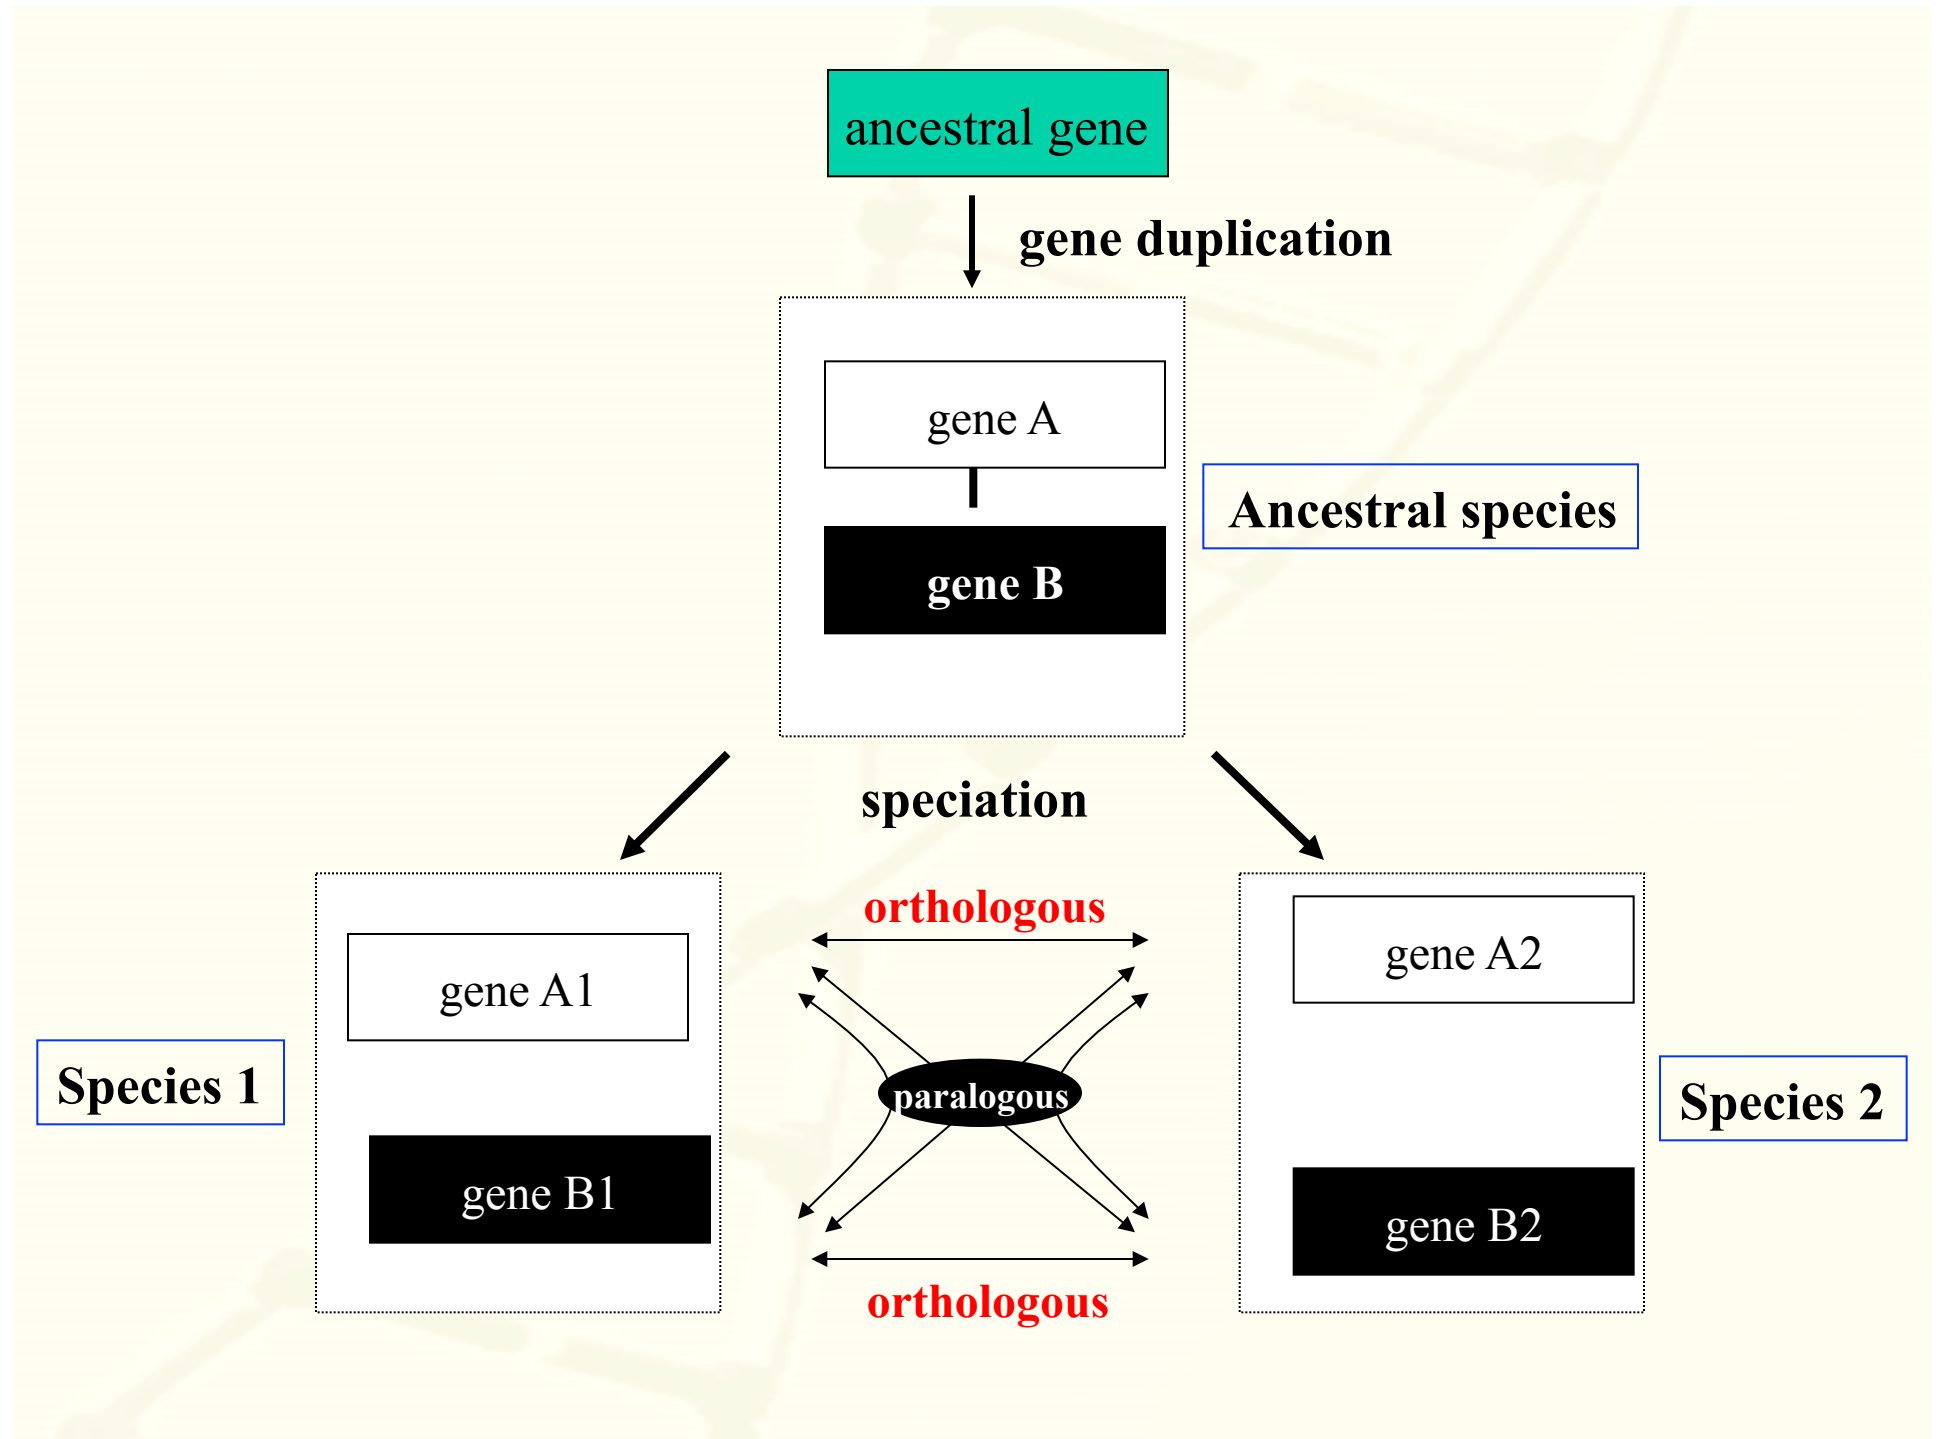 ancestral gene
gene duplication
gene A
Ancestral species
gene B
speciation
orthologous
gene A1
gene A2
Species 1
paralogous
Species 2
gene B1
gene B2
orthologous